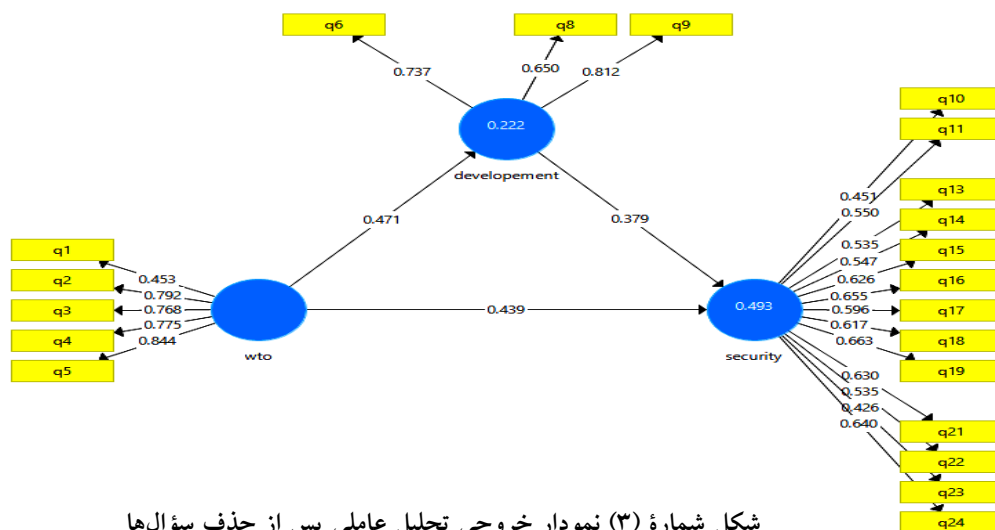 q6
q8
q9
0.737
0.650
0.812
0.222
developement
q10
q11
q13
q14
q15
q16
q17
q18
q19
q21
q22
q23
q24
0.451
0.550
0.535
0.547
0.626
0.655
0.596
0.617
0.663
0.630
0.535
0.426
0.640
0.471
0.379
0.439
q1
q2
q3
q4
q5
0.453
0.792
0.768
0.775
0.844
wto
0.493
security
شکل شمارۀ (۳) نمودار خروجی تحلیل عاملی پس از حذف سؤال‌ها